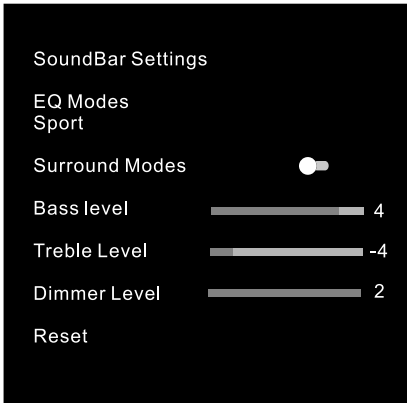 SoundBar Settings
EQ Modes
Sport
Surround Modes
Bass level 4
Treble Level -4
Dimmer Level 2
Reset